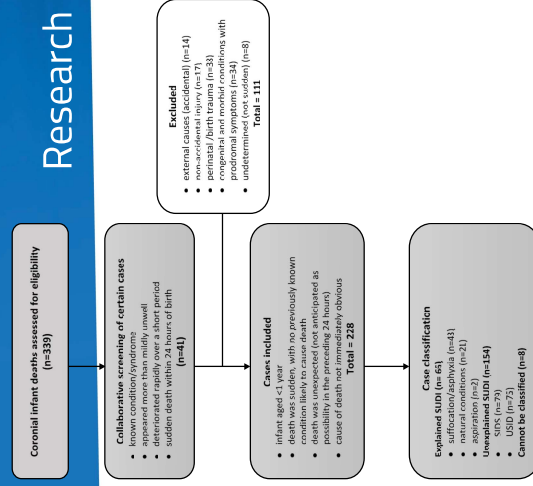 Research
Coronial infant deaths assessed for eligibility
(n=339)
Collaborative screening of certain cases
• known condition/syndrome
• appeared more than mildly unwell
• deteriorated rapidly over a short period
• sudden death within 24 hours of birth
(n=41)
Excluded
• external causes (accidental) (n=14)
• non-accidental injury (n=17)
• perinatal /birth trauma (n=38)
• congenital and morbid conditions with
prodromal symptoms (n=34)
• undetermined (not sudden) (n=8)
Total = 111
Cases included
• infant aged <1 year
• death was sudden, with no previously known
condition likely to cause death
• death was unexpected (not anticipated as
possibility in the preceding 24 hours)
• cause of death not immediately obvious
Total = 228
Case classification
Explained SUDI (n= 66)
• suffocation/asphyxia (n=43)
• natural conditions (n=21)
• aspiration (n=2)
Unexplained SUDI (n=154)
• SIDS (n=79)
• USID (n=75)
Cannot be classified (n=8)